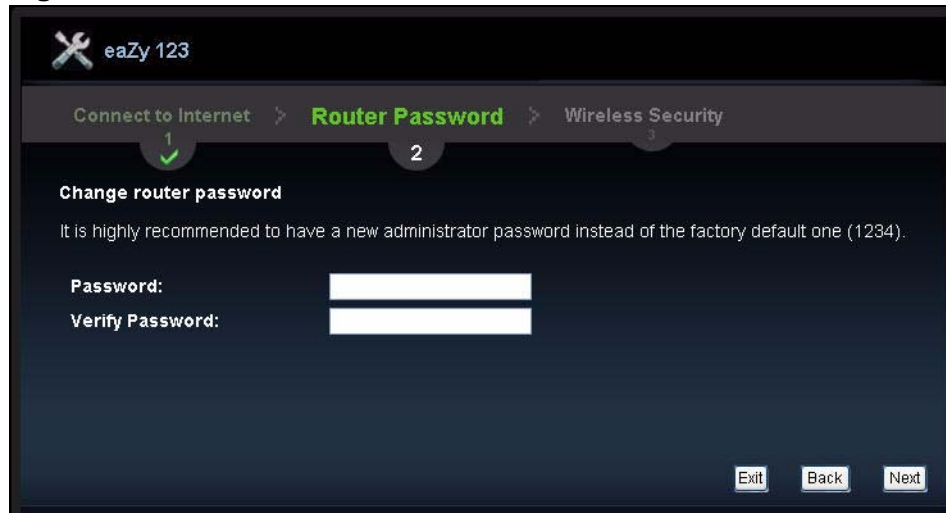 eaZy 123
Connect to Internet > Router Password > Wireless Security
1 2 3
Change router password
It is highly recommended to have a new administrator password instead of the factory default one (1234).
Password:
Verify Password:
Exit Back Next